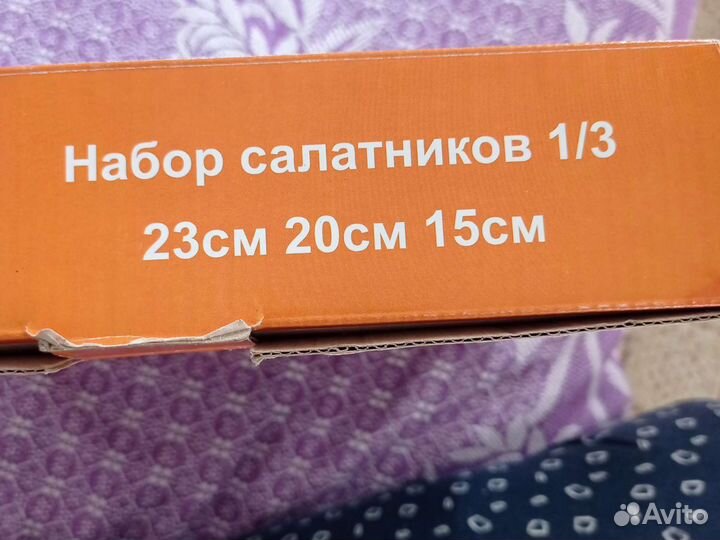 Набор салатников 1/3
23см 20см 15см
Avito